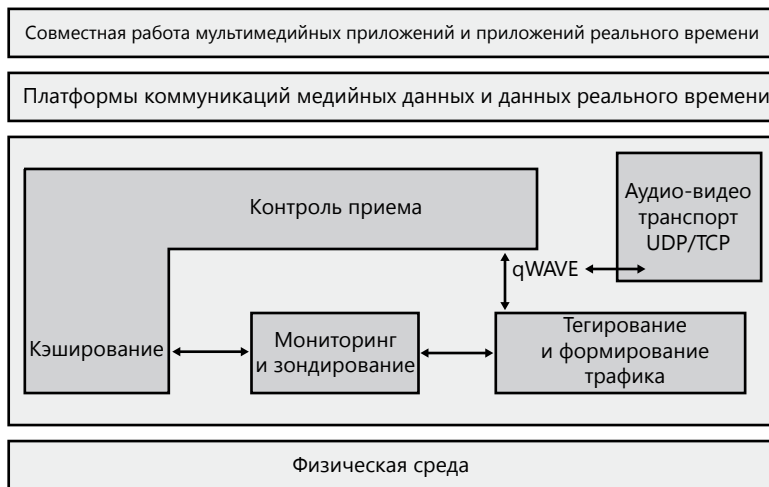 Совместная работа мультимедийных приложений и приложений реального времени
Платформы коммуникаций медийных данных и данных реального времени
Контроль приема
Аудио-видео
транспорт
UDP/TCP
qWAVE
Кэширование
Мониторинг
и зондирование
Тегирование
и формирование
трафика
Физическая среда